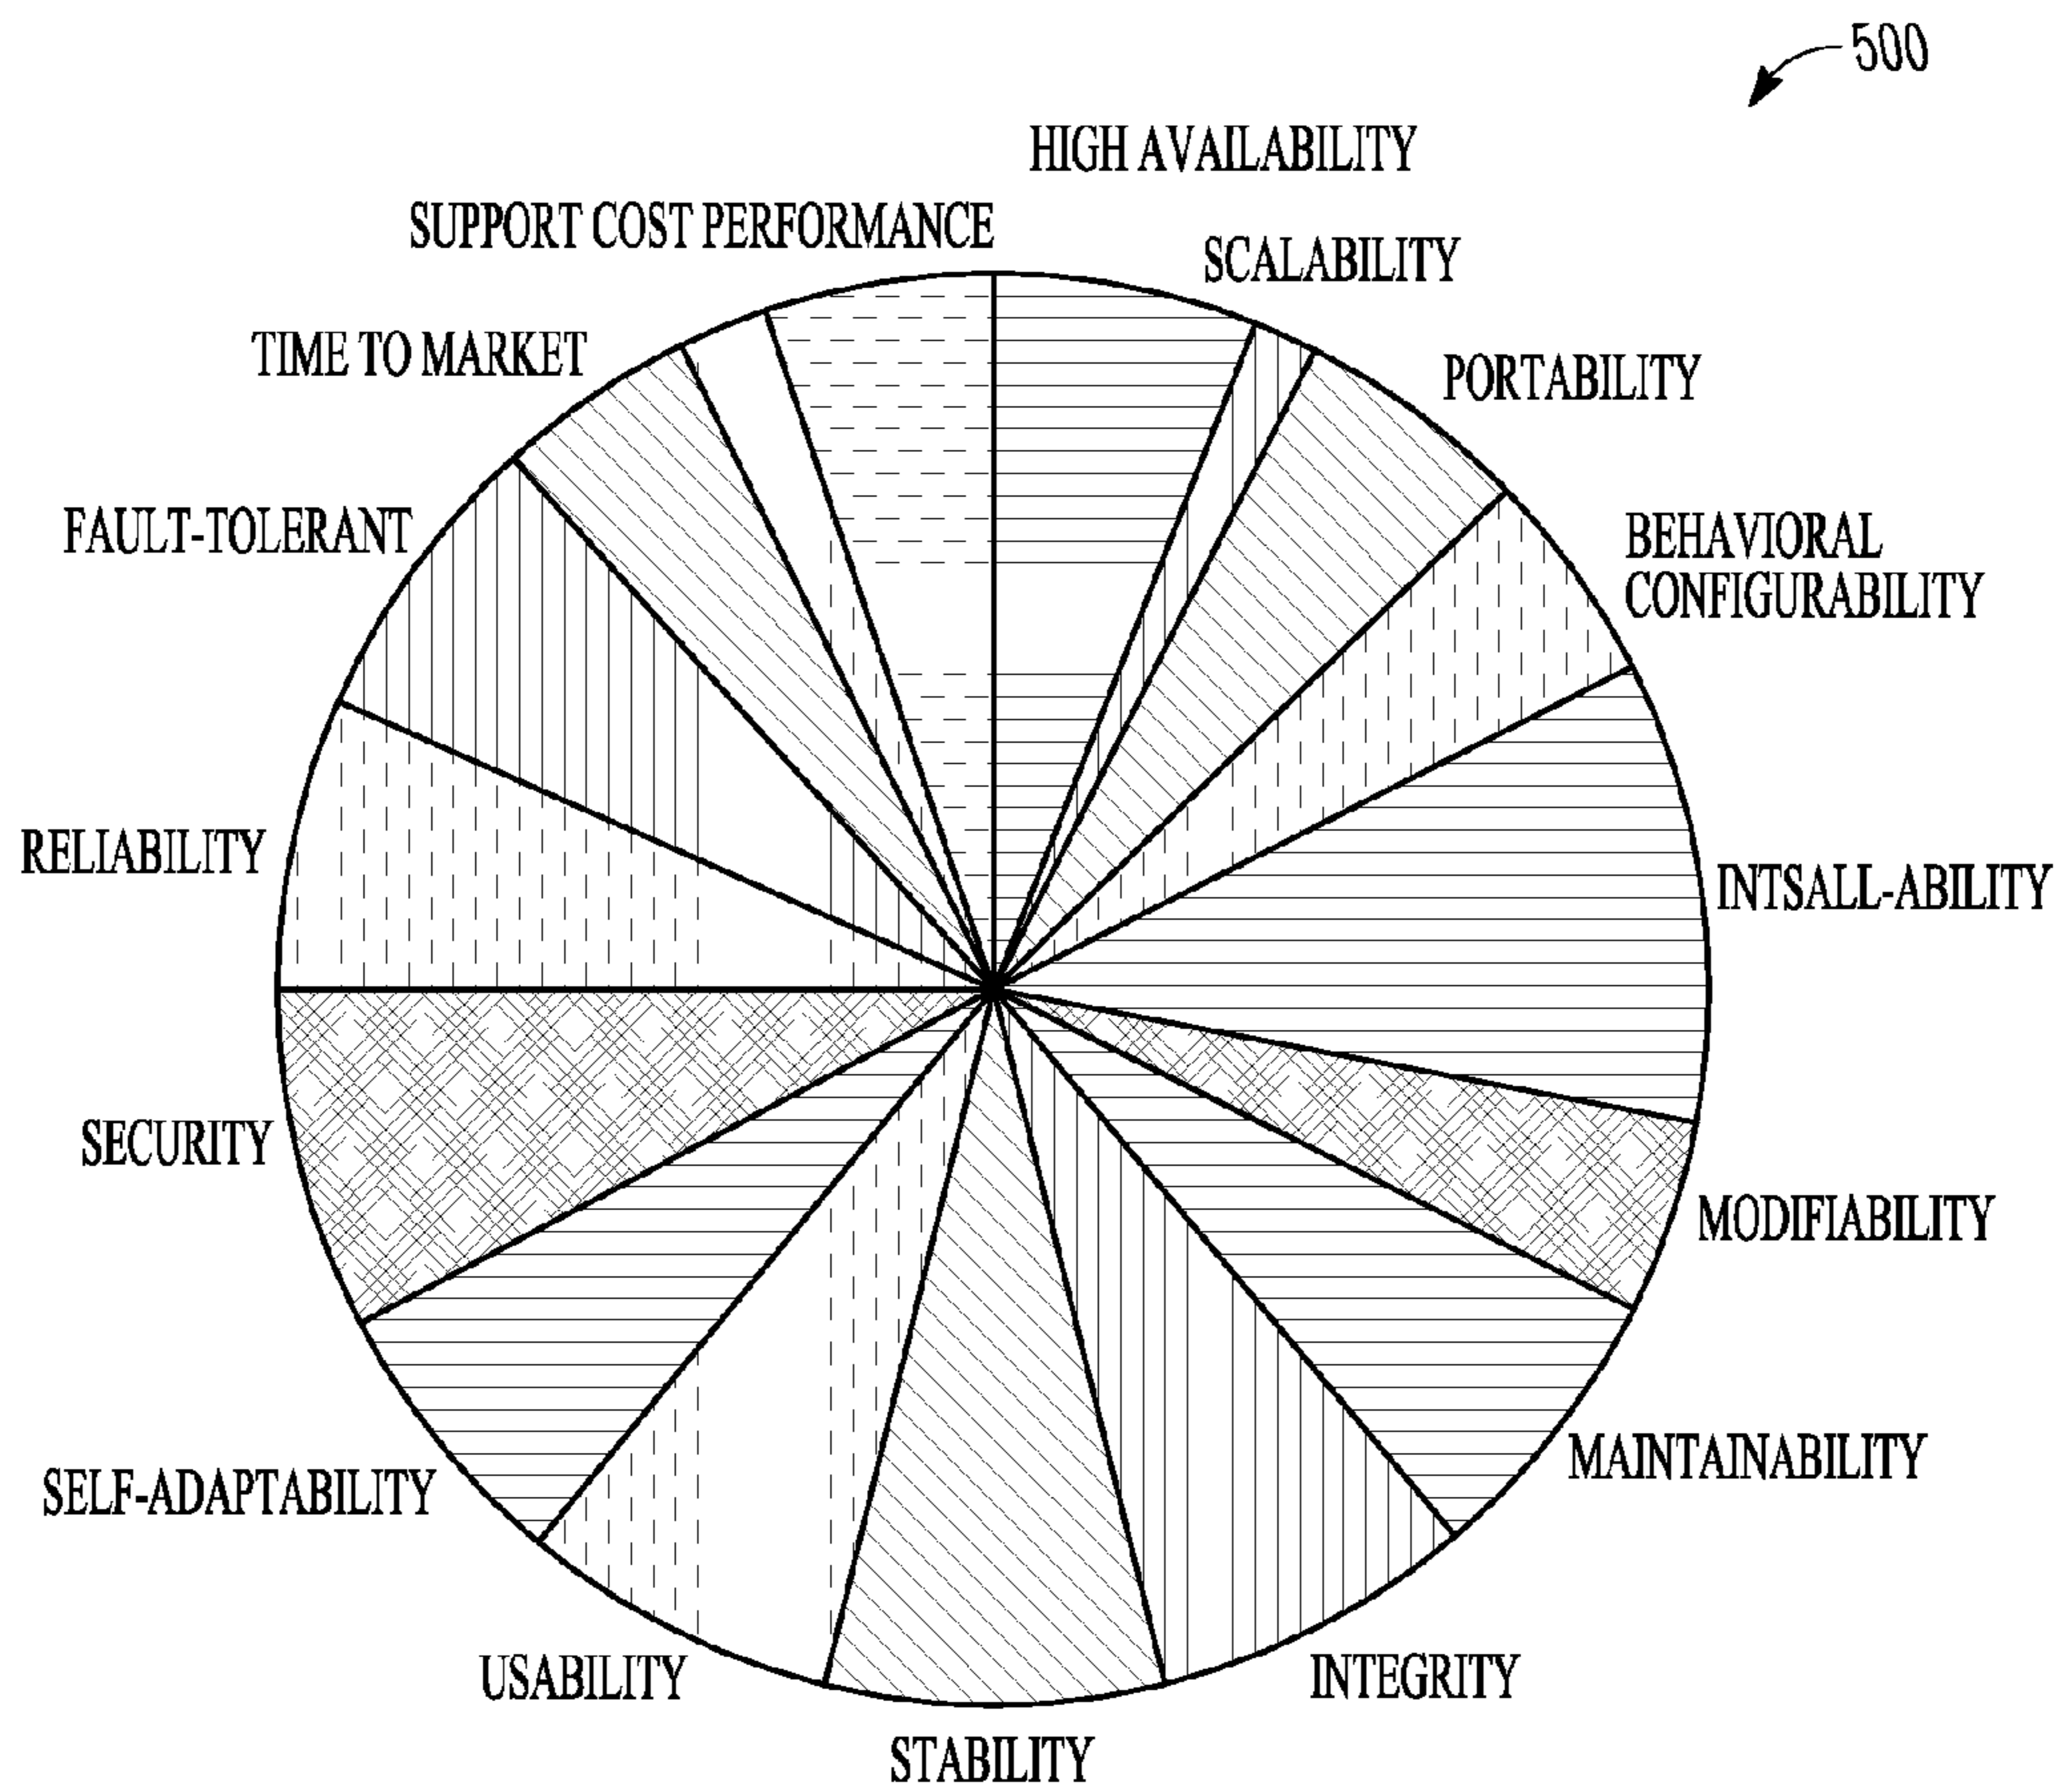 500
HIGH AVAILABILITY
SUPPORT COST PERFORMANCE
SCALABILITY
TIME TO MARKET
PORTABILITY
FAULT-TOLERANT
BEHAVIORAL
CONFIGURABILITY
RELIABILITY
INTSALL-ABILITY
SECURITY
MODIFIABILITY
MAINTAINABILITY
SELF-ADAPTABILITY
USABILITY
INTEGRITY
STABILITY